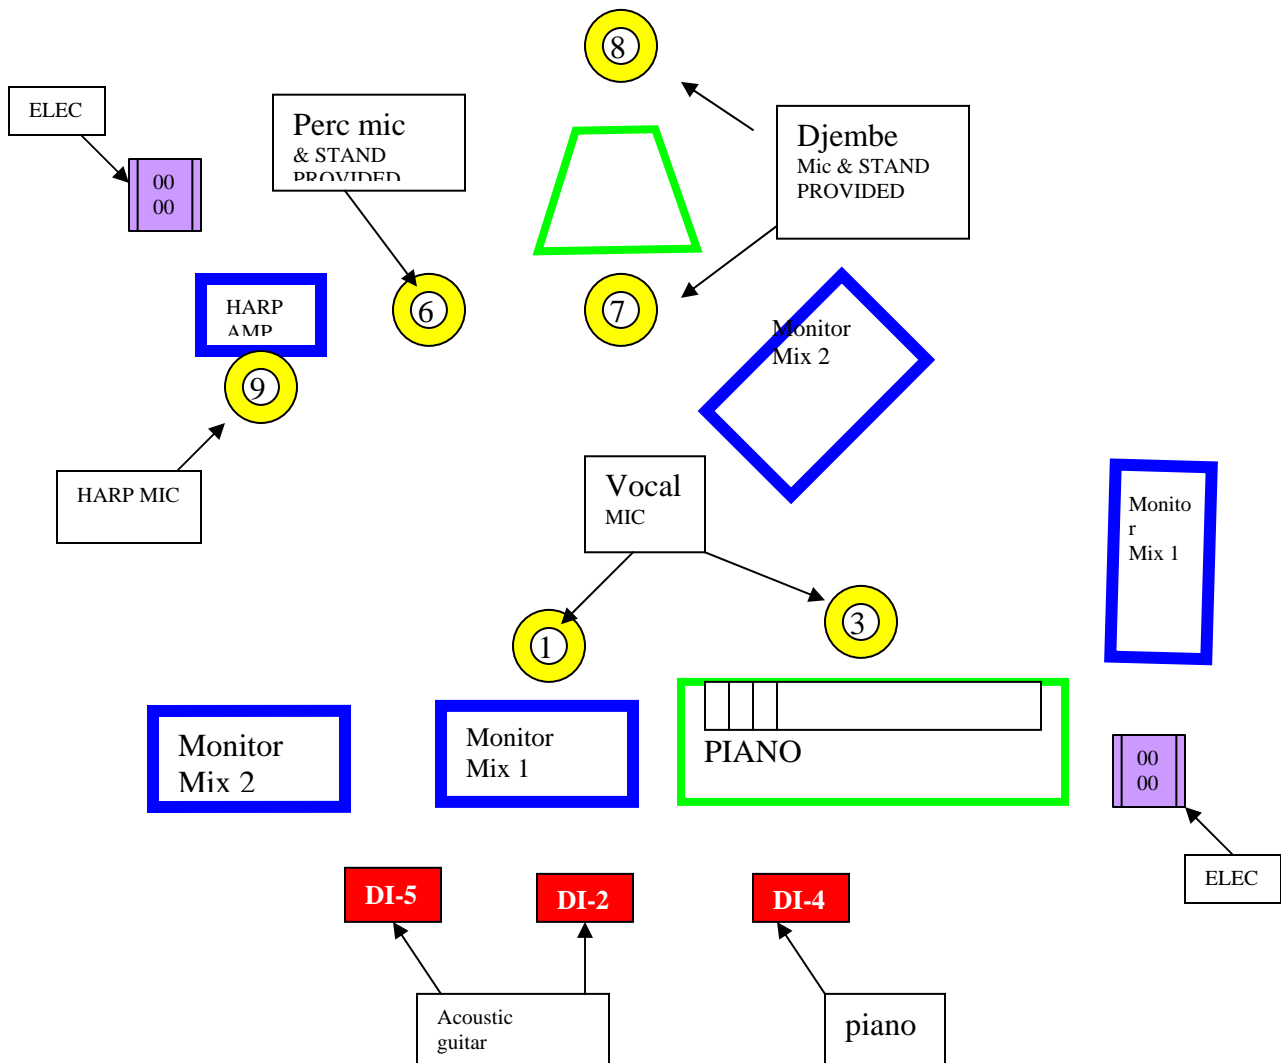 8
ELEC
Perc mic
& STAND
PROVIDED
Djembe
Mic & STAND
PROVIDED
00
00
HARP
AMP
6
7
Monitor
Mix 2
9
HARP MIC
Vocal
MIC
Monito
r
Mix 1
1
3
Monitor
Mix 2
Monitor
Mix 1
PIANO
00
00
ELEC
DI-5
DI-2
DI-4
Acoustic
guitar
piano